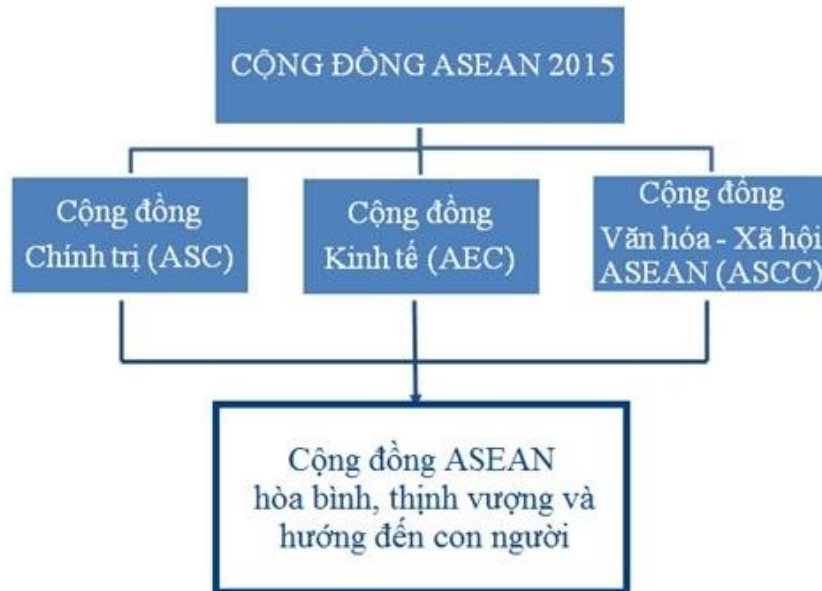 CỘNG ĐỒNG ASEAN 2015
Cộng đồng
Chính trị (ASC)
Cộng đồng
Kinh tế (AEC)
Cộng đồng
Văn hóa - Xã hội
ASEAN (ASCC)
Cộng đồng ASEAN
hòa bình, thịnh vượng và
hướng đến con người